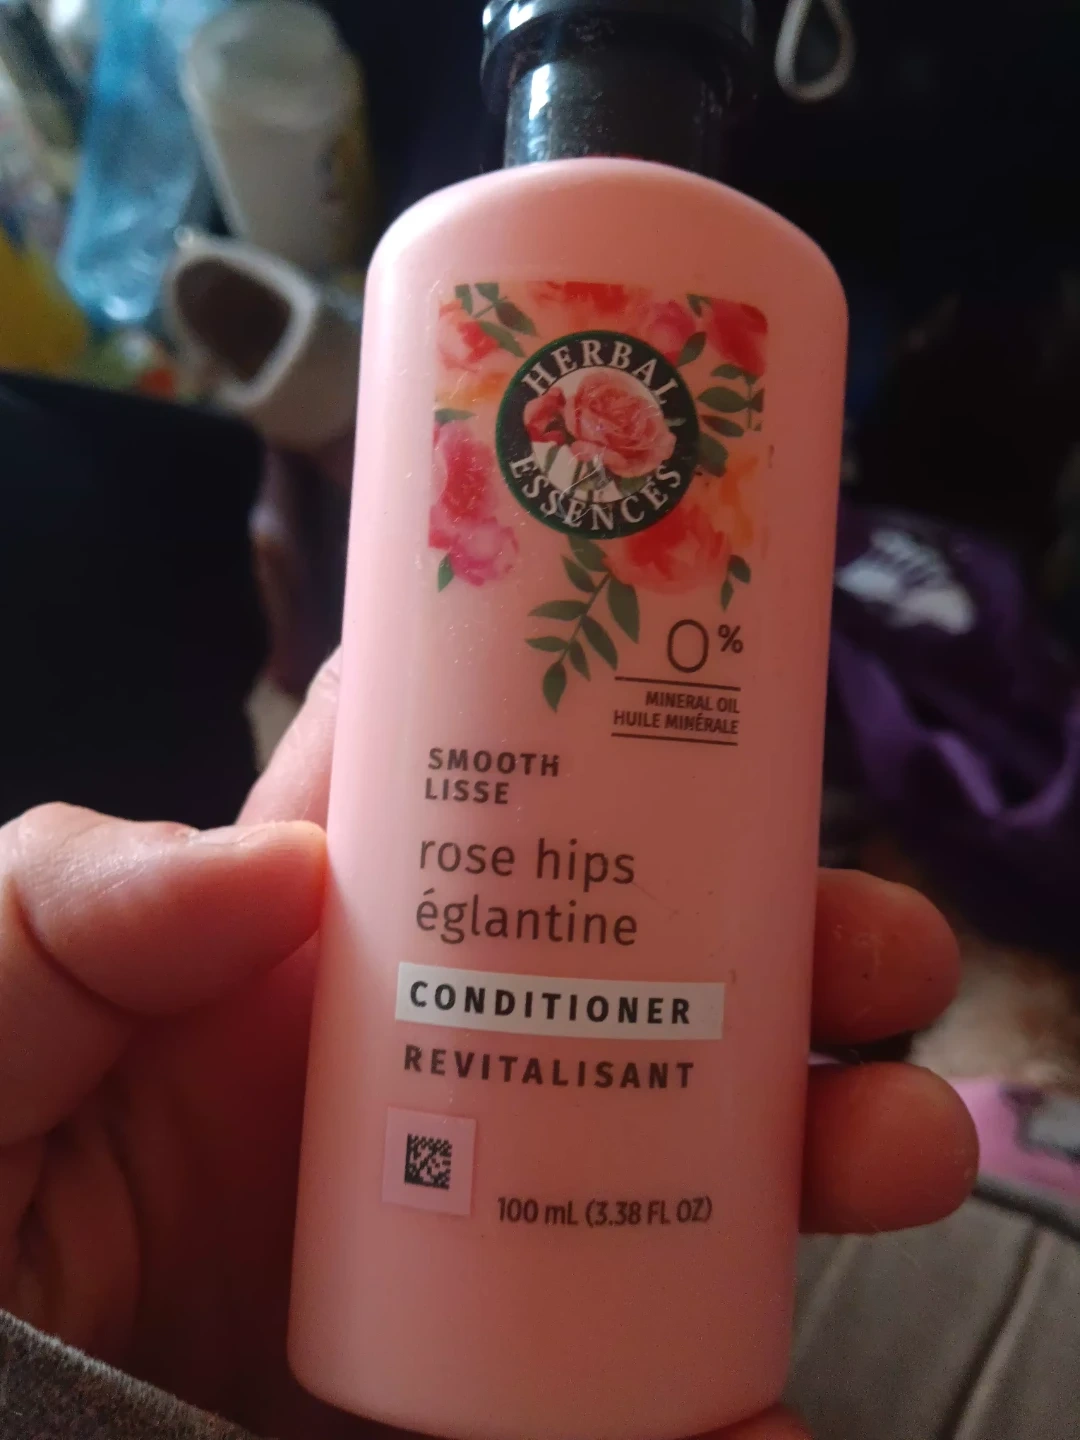 HERBAL
ESSENCES
0%
MINERAL OIL
HUILE MINÉRALE
SMOOTH
LISSE
rose hips
églantine
CONDITIONER
REVITALISANT
100 mL (3.38 FL OZ)